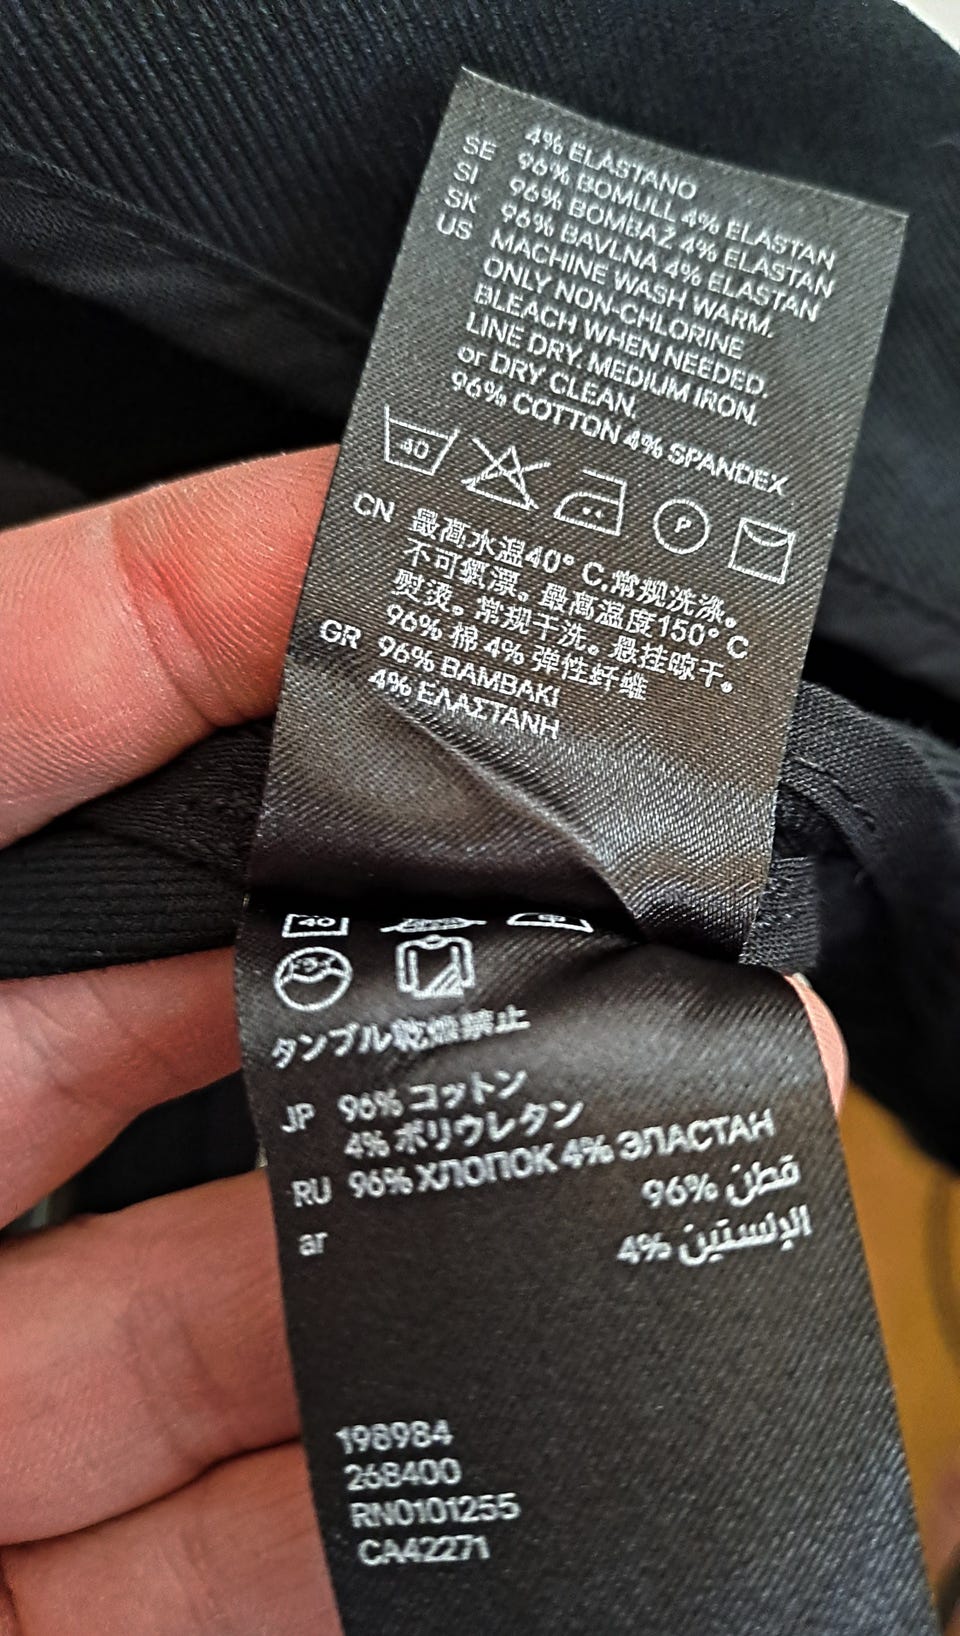 4% ELASTANO
SE 96% BOMULL 4% ELASTAN
SI 96% BOMBAŽ 4% ELASTAN
SK 96% BAVLNA 4% ELASTAN
US MACHINE WASH WARM.
ONLY NON-CHLORINE
BLEACH WHEN NEEDED.
LINE DRY. MEDIUM IRON.
or DRY CLEAN.
96% COTTON 4% SPANDEX
40 P
CN 最高水温40° C,常规洗涤。
不可氯漂。最高温度150° C
熨烫。常规干洗。悬挂晾干。
96% 棉 4% 弹性纤维
GR 96% ΒΑΜΒΑΚΙ
4% ΕΛΑΣΤΑΝΗ
40 中
タンブル乾燥禁止
JP 96% コットン
4% ポリウレタン
RU 96% ХЛОПОК 4% ЭЛАСТАН
ar 96% قطن
4% الإلستين
198984
268400
RN0101255
CA42271